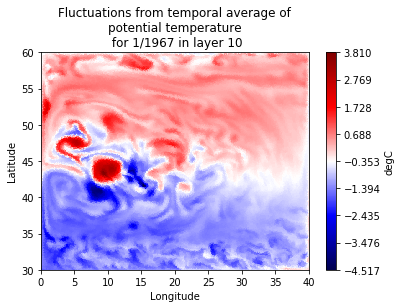 Fluctuations from temporal average of
potential temperature
for 1/1967 in layer 10
60
55
50
45
40
35
30
Latitude
0 5 10 15 20 25 30 35 40
Longitude
3.810
2.769
1.728
0.688
−0.353
−1.394
−2.435
−3.476
−4.517
degC